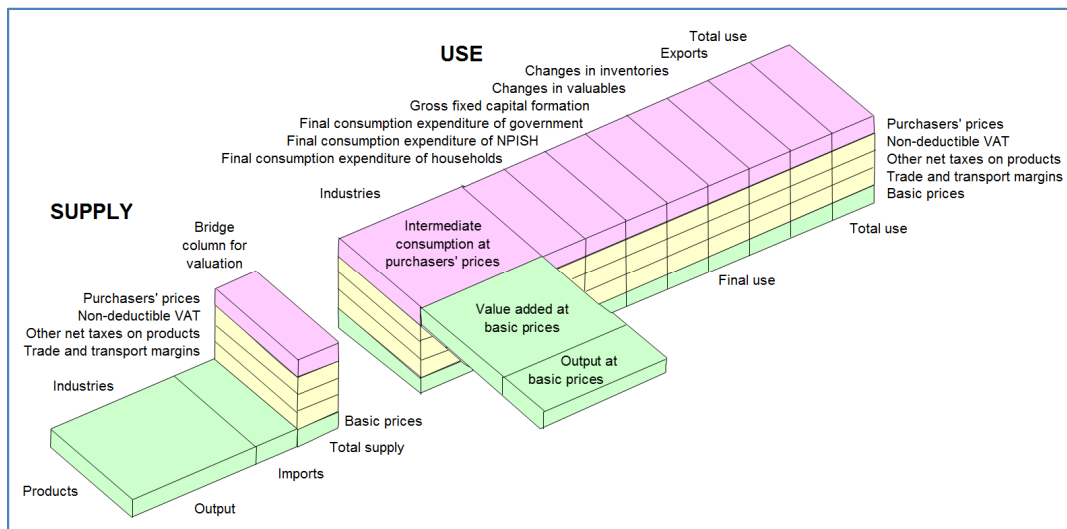 USE
Total use
Exports
Changes in inventories
Changes in valuables
Gross fixed capital formation
Final consumption expenditure of government
Final consumption expenditure of NPISH
Final consumption expenditure of households
Industries
Purchasers' prices
Non-deductible VAT
Other net taxes on products
Trade and transport margins
Basic prices
Total use
Final use
Intermediate
consumption at
purchasers' prices
Value added at
basic prices
Output at
basic prices
SUPPLY
Bridge
column for
valuation
Purchasers' prices
Non-deductible VAT
Other net taxes on products
Trade and transport margins
Industries
Basic prices
Total supply
Imports
Products
Output